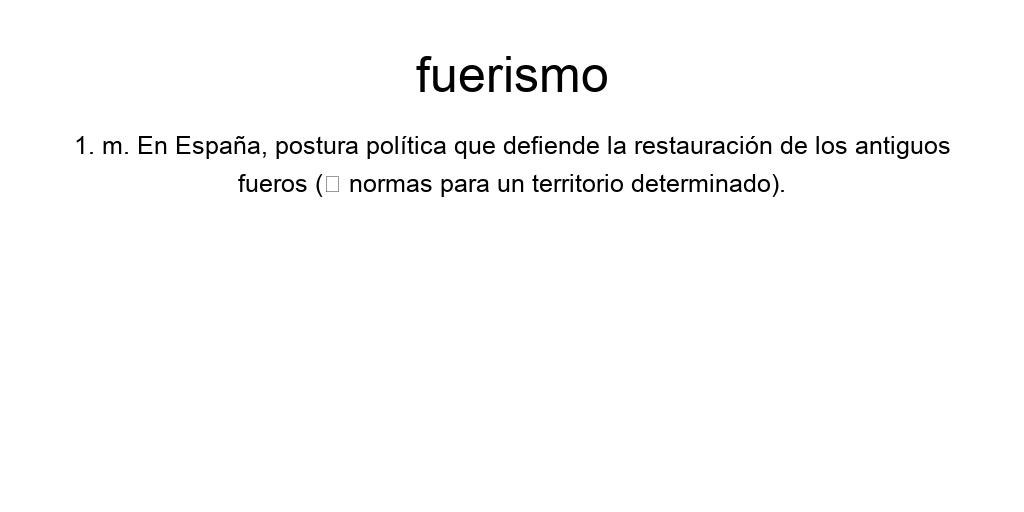 fuerismo
1. m. En España, postura política que defiende la restauración de los antiguos
fueros (□ normas para un territorio determinado).